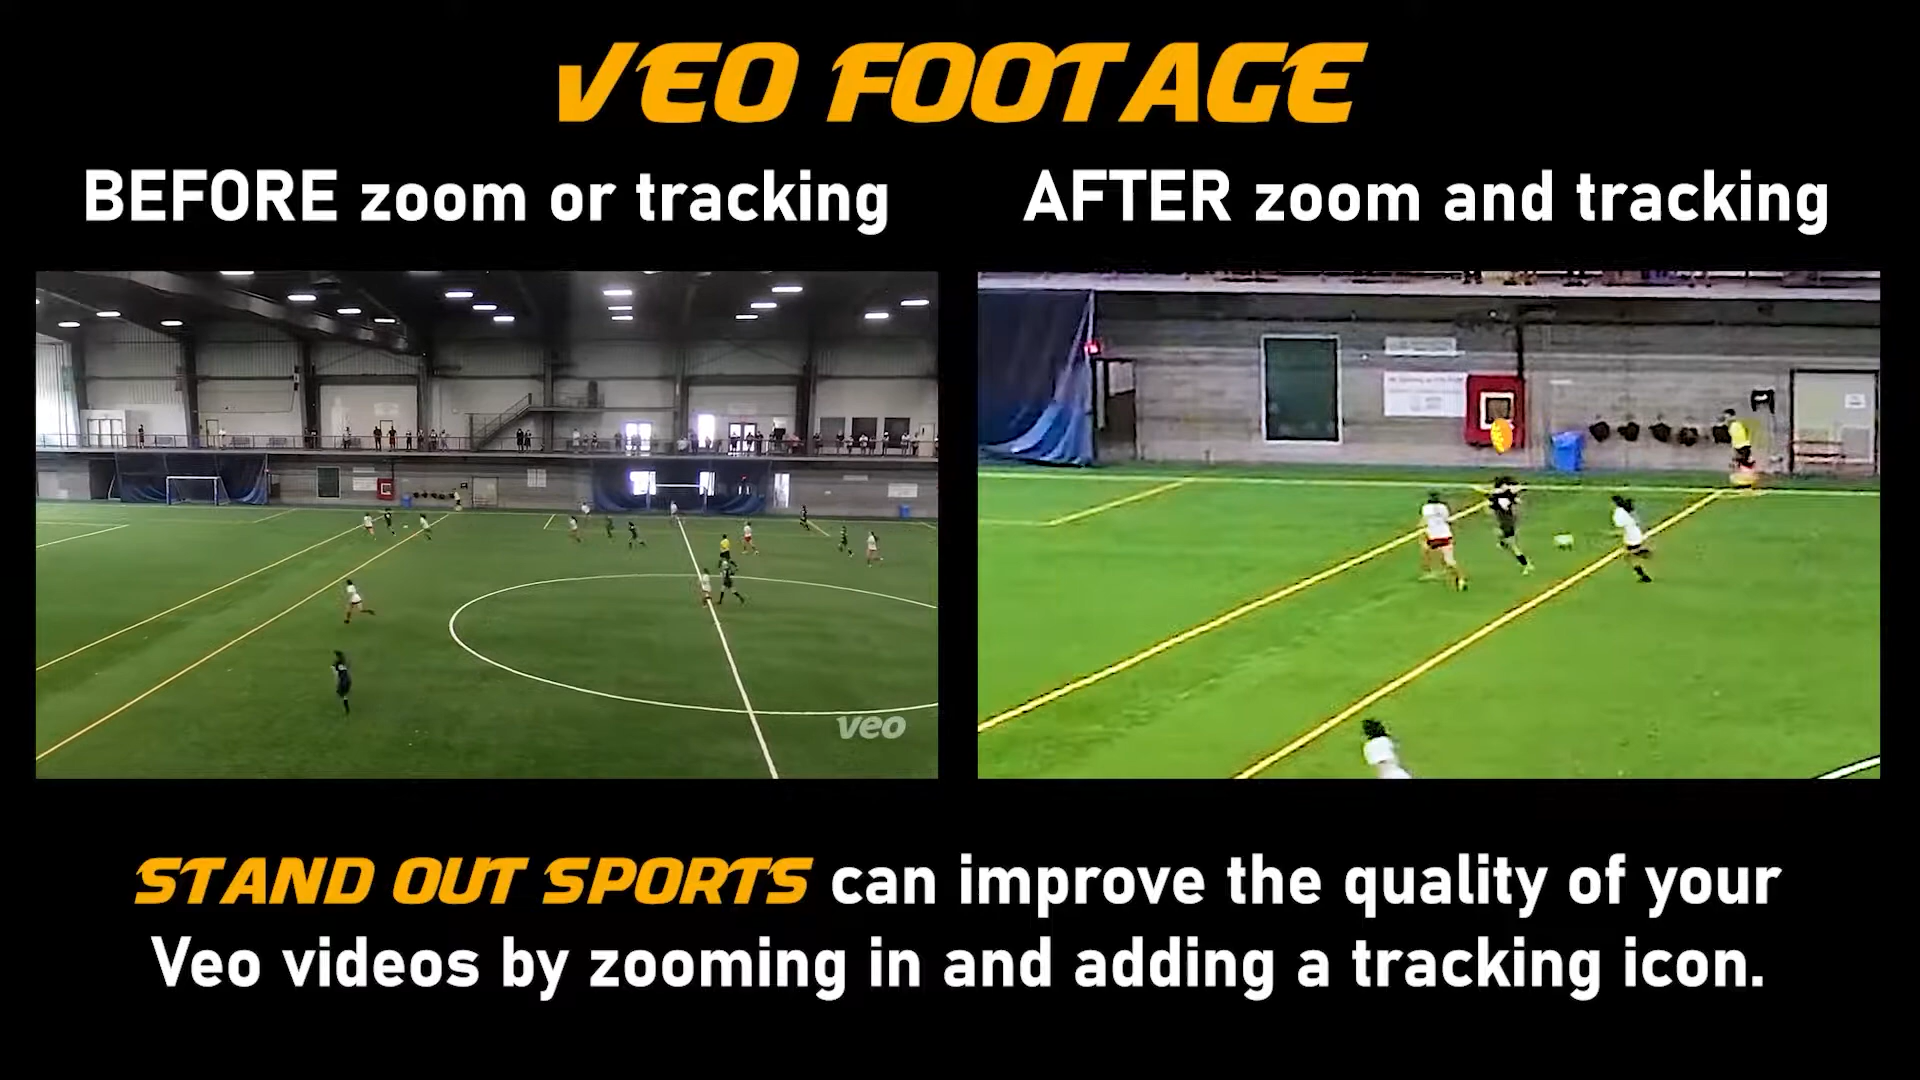 VEO FOOTAGE
BEFORE zoom or tracking
AFTER zoom and tracking
veo
STAND OUT SPORTS can improve the quality of your
Veo videos by zooming in and adding a tracking icon.